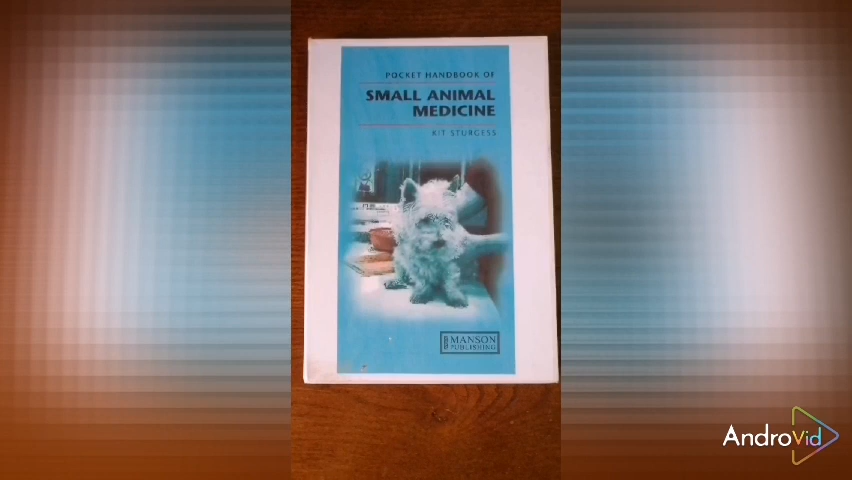 POCKET HANDBOOK OF
SMALL ANIMAL
MEDICINE
KIT STURGESS
MANSON
PUBLISHING
AndroVid